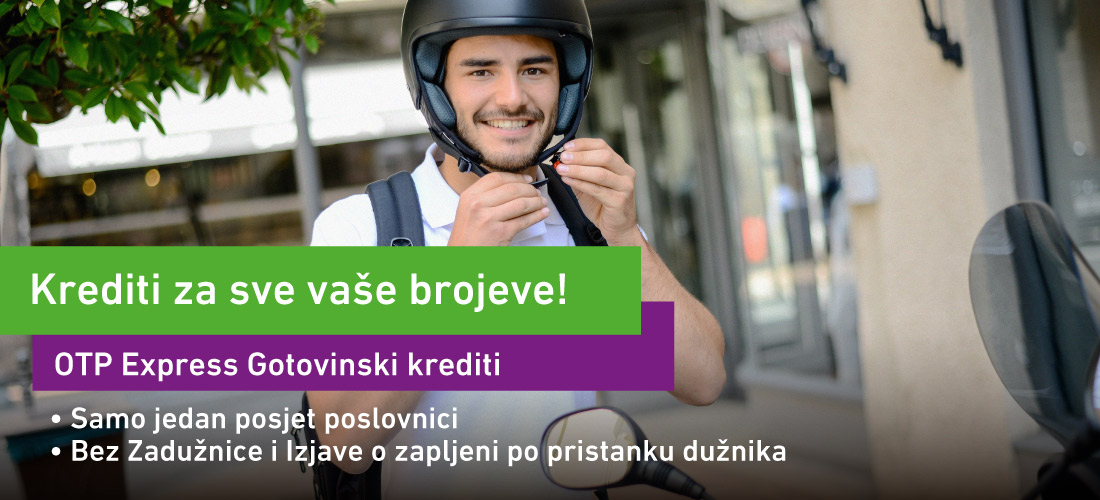 Krediti za sve vaše brojeve!
OTP Express Gotovinski krediti
• Samo jedan posjet poslovnici
• Bez Zadužnice i Izjave o zapljeni po pristanku dužnika